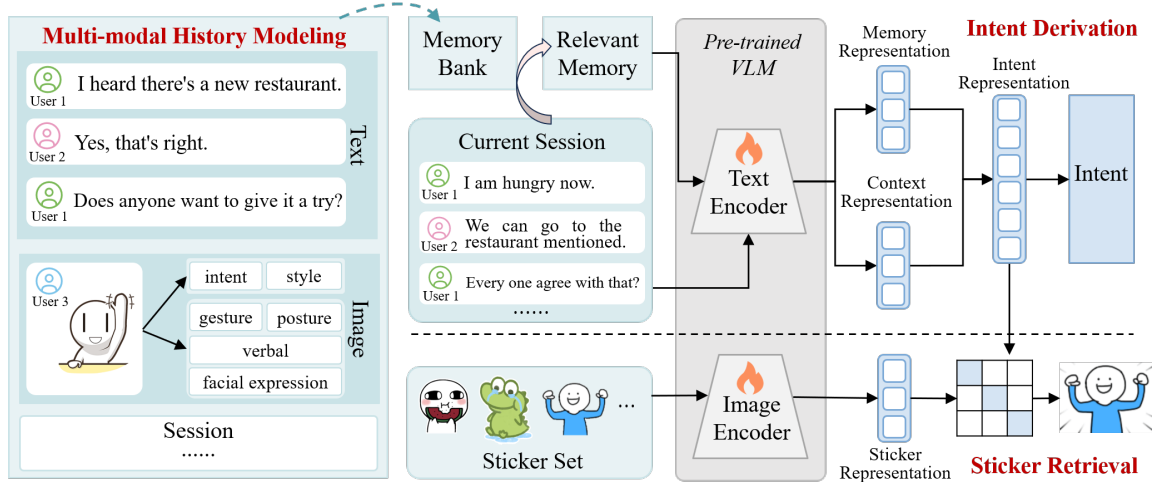 Multi-modal History Modeling
User 1
I heard there's a new restaurant.
User 2
Yes, that's right.
User 1
Does anyone want to give it a try?
Text
User 3
intent
style
gesture
posture
verbal
facial expression
Image
Session
......
Memory
Bank
Relevant
Memory
Current Session
User 1
I am hungry now.
User 2
We can go to the
restaurant mentioned.
User 1
Every one agree with that?
......
Sticker Set
...
Pre-trained
VLM
Text
Encoder
Image
Encoder
Memory
Representation
Context
Representation
Intent Derivation
Intent
Representation
Intent
Sticker
Representation
Sticker Retrieval